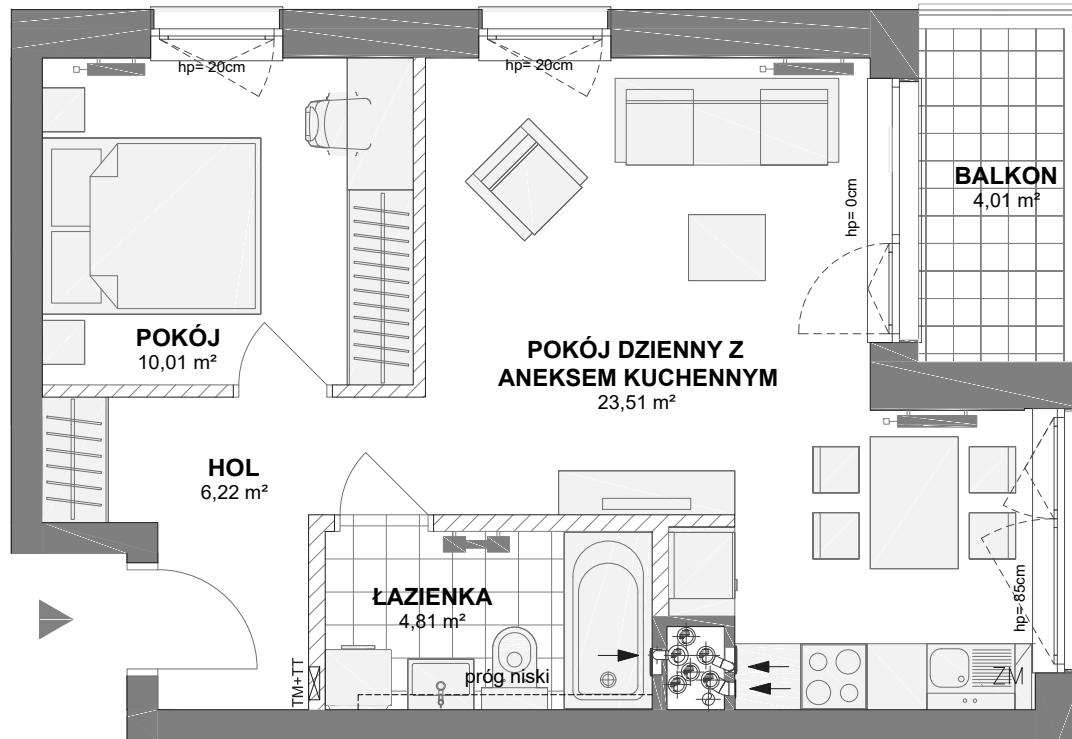 hp= 20cm
hp= 20cm
BALKON
4,01 m²
hp= 0cm
POKÓJ
10,01 m²
POKÓJ DZIENNY Z
ANEKSEM KUCHENNYM
23,51 m²
HOL
6,22 m²
ŁAZIENKA
4,81 m²
hp= 85cm
próg niski
TM+TT
ZM